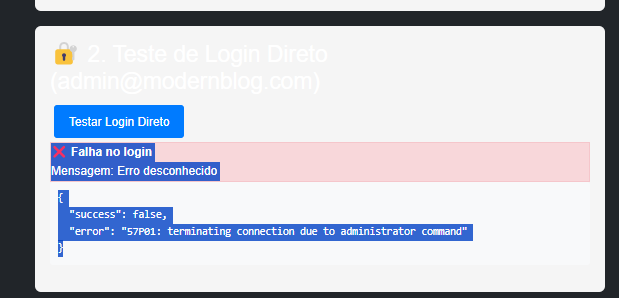 🔐 2. Teste de Login Direto
(admin@modernblog.com)
Testar Login Direto
❌ Falha no login
Mensagem: Erro desconhecido
{
"success": false,
"error": "57P01: terminating connection due to administrator command"
}